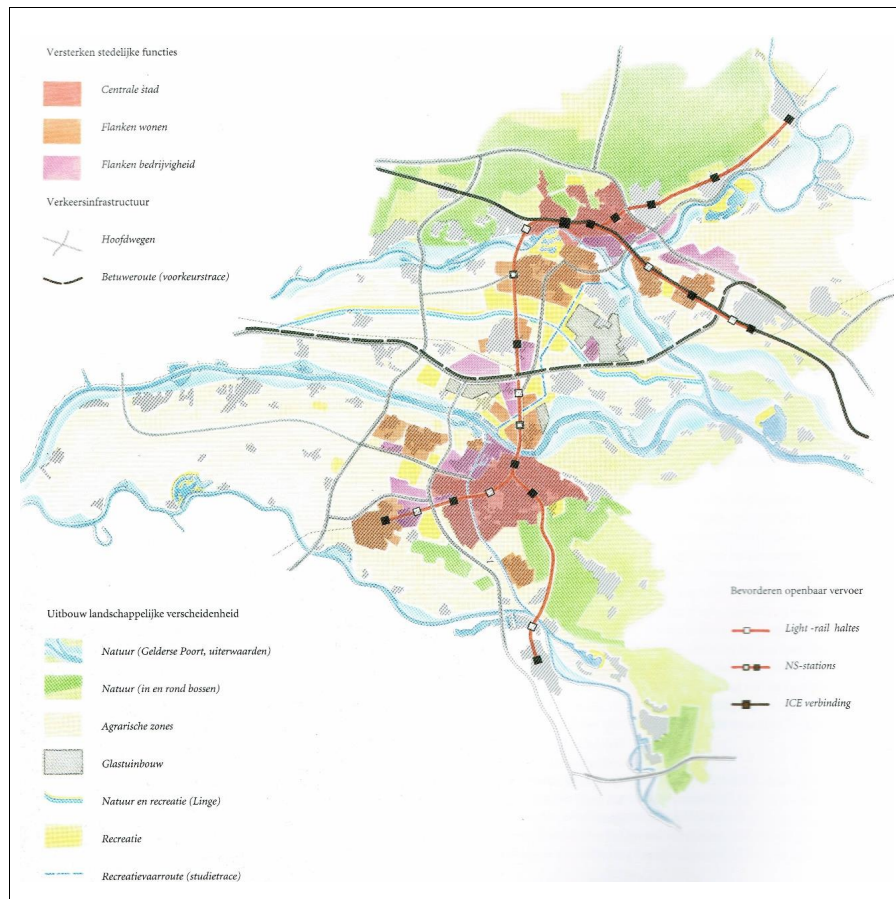 Versterken stedelijke functies
Centrale stad
Flanken wonen
Flanken bedrijvigheid
Verkeersinfrastructuur
Hoofdwegen
Betuweroute (voorkeurstrace)
Uitbouw landschappelijke verscheidenheid
Natuur (Gelderse Poort, uiterwaarden)
Natuur (in en rond bossen)
Agrarische zones
Glastuinbouw
Natuur en recreatie (Linge)
Recreatie
Recreatievaarroute (studietrace)
Bevorderen openbaar vervoer
Light -rail haltes
NS-stations
ICE verbinding